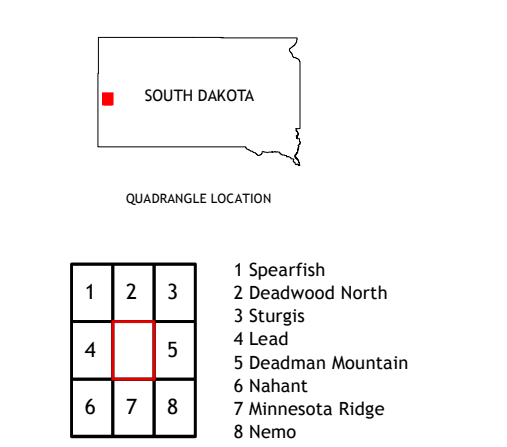 SOUTH DAKOTA
QUADRANGLE LOCATION
1 2 3
4 5
6 7 8
1 Spearfish
2 Deadwood North
3 Sturgis
4 Lead
5 Deadman Mountain
6 Nahant
7 Minnesota Ridge
8 Nemo